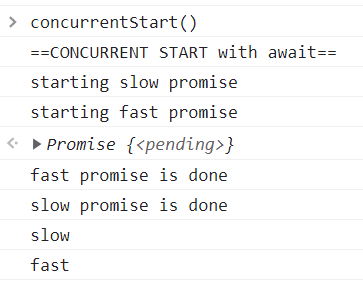 concurrentStart()
==CONCURRENT START with await==
starting slow promise
starting fast promise
Promise {<pending>}
fast promise is done
slow promise is done
slow
fast